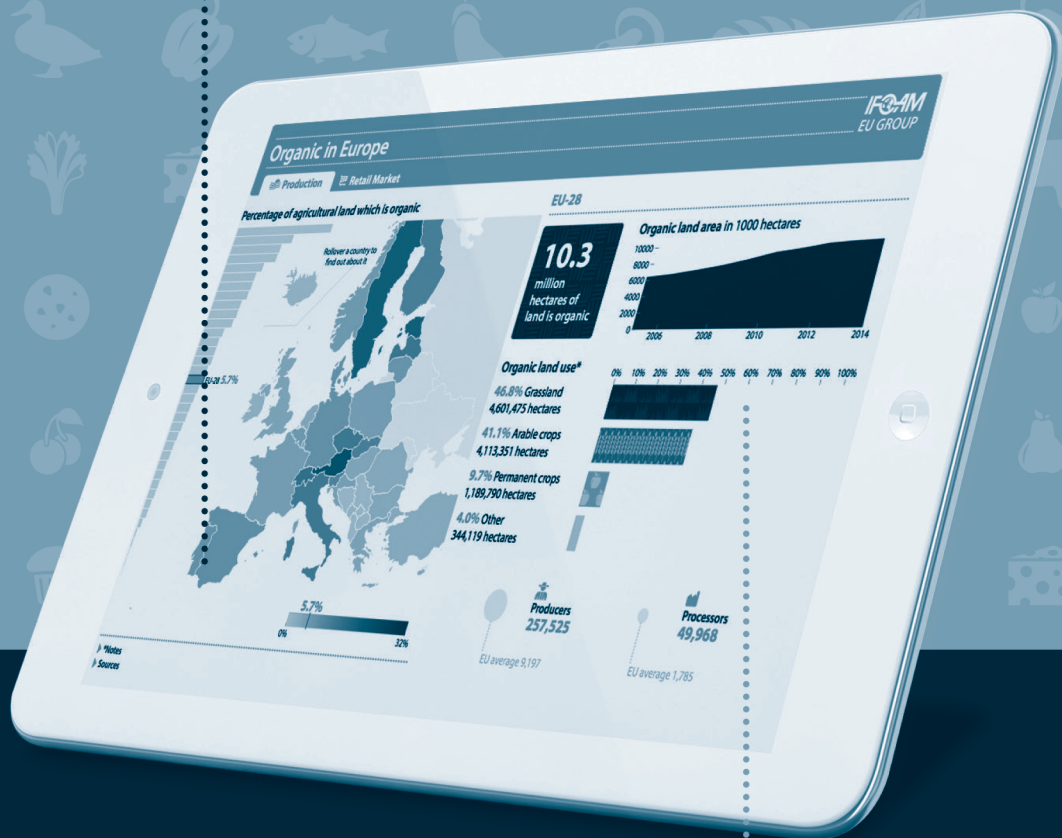 IFOAM
EU GROUP
Organic in Europe
Production
Retail Market
Percentage of agricultural land which is organic
Rollover a country to
find out about it
EU-28 5.7%
5.7%
0%
32%
*Notes
Sources
EU-28
10.3
million
hectares of
land is organic
Organic land area in 1000 hectares
10000
8000
6000
4000
2000
0
2006 2008 2010 2012 2014
Organic land use*
0% 10% 20% 30% 40% 50% 60% 70% 80% 90% 100%
46.8% Grassland
4,601,475 hectares
41.1% Arable crops
4,113,351 hectares
9.7% Permanent crops
1,189,790 hectares
4.0% Other
344,119 hectares
Producers
257,525
EU average 9,197
Processors
49,968
EU average 1,785